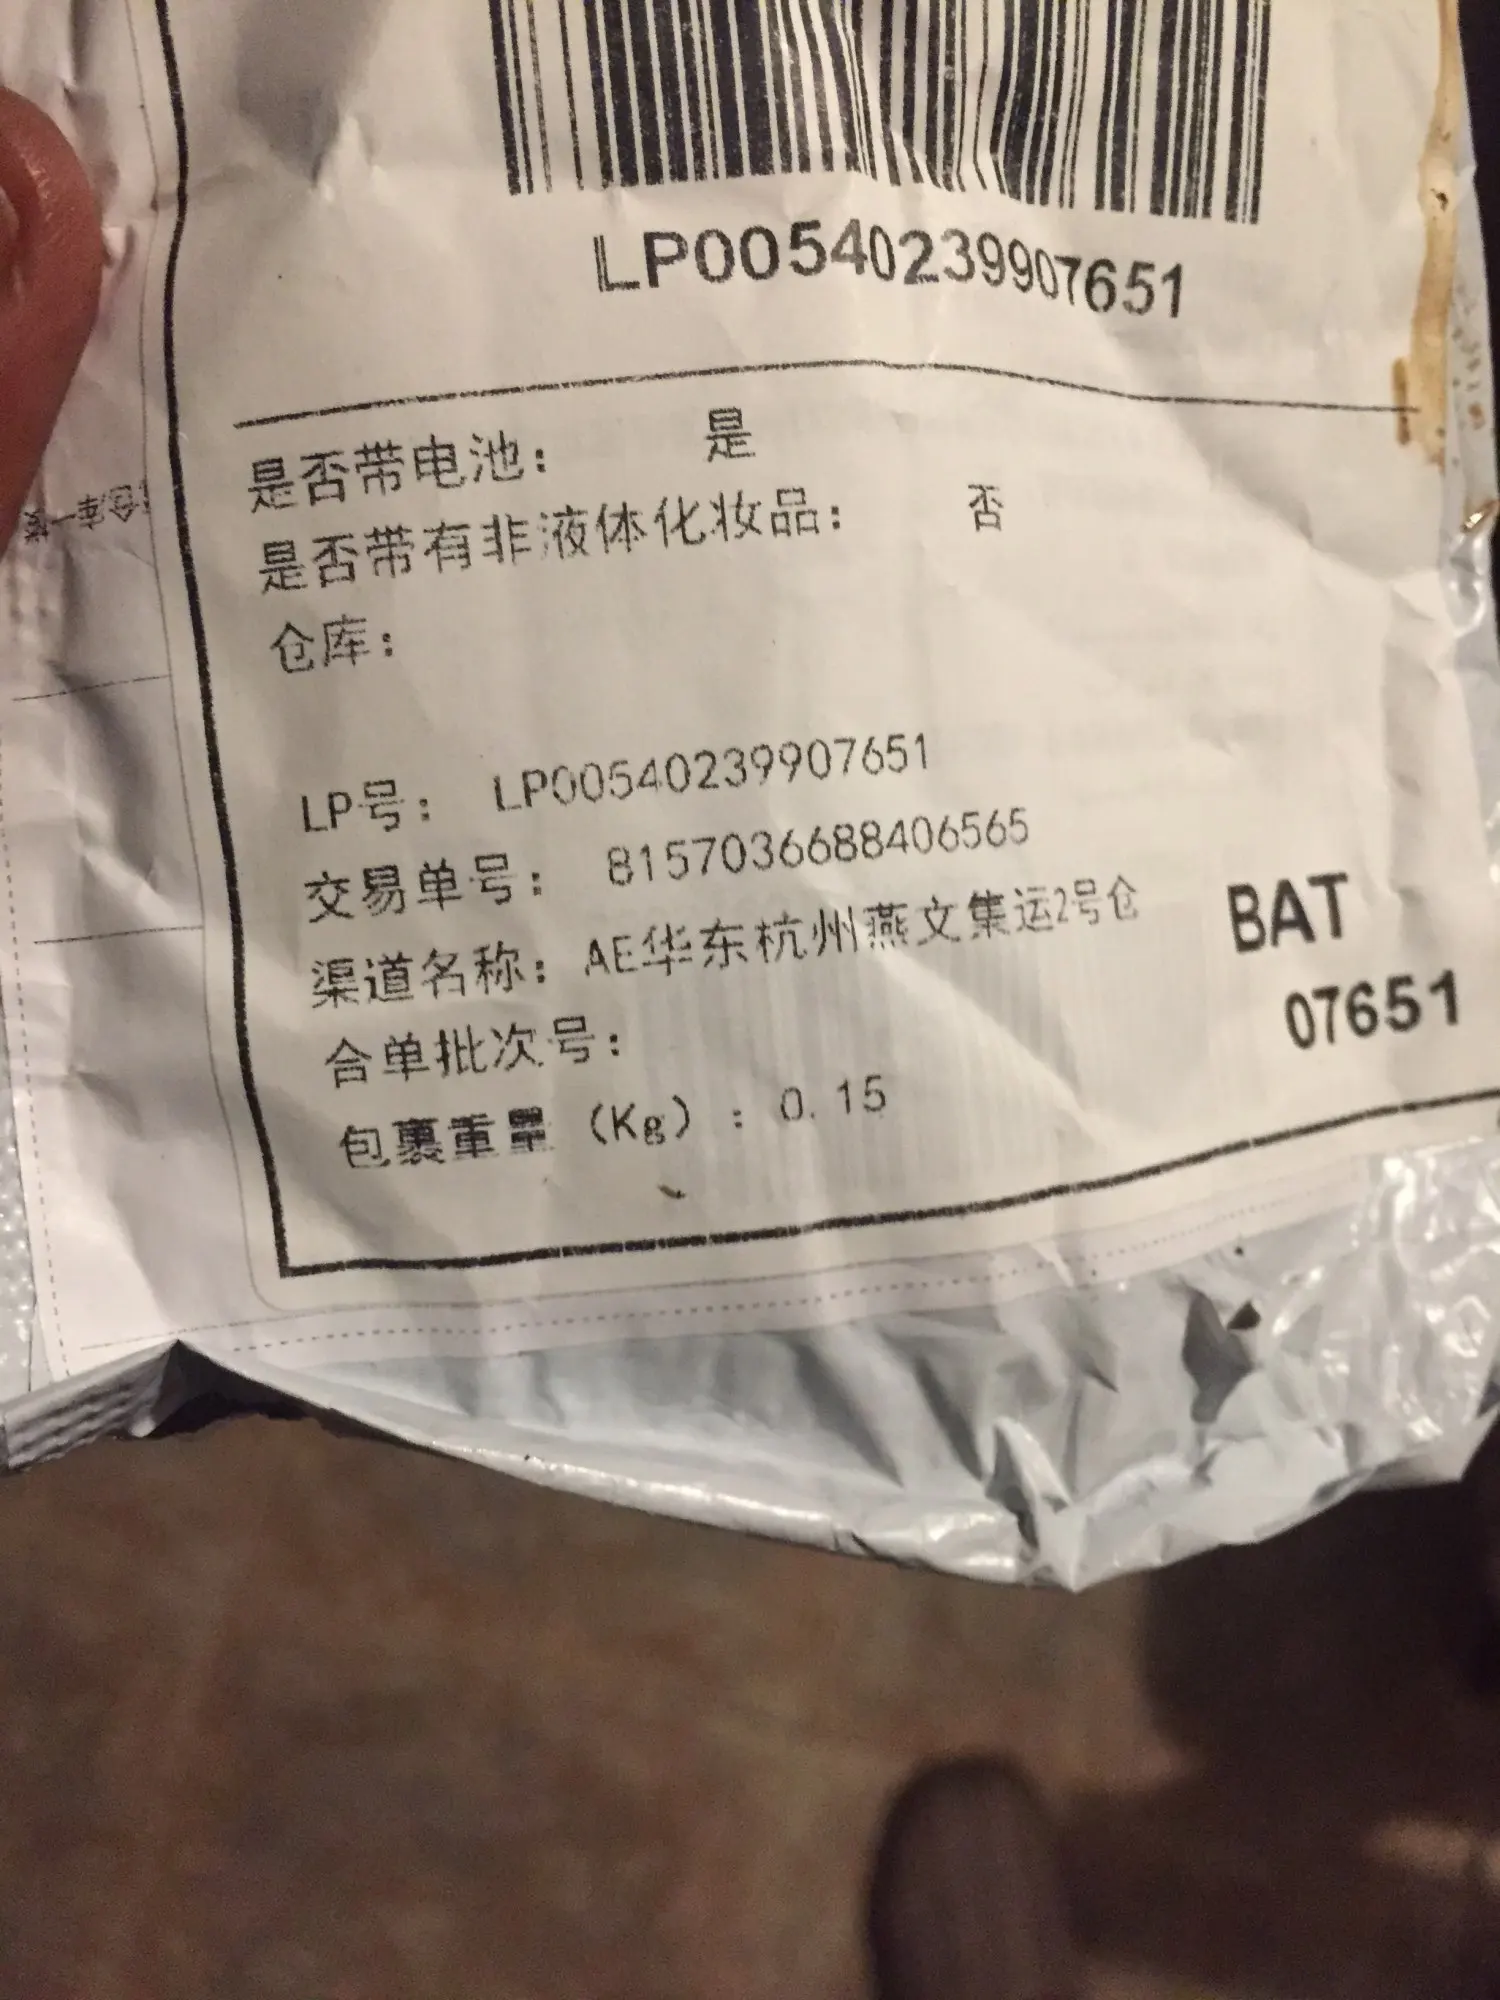 LP00540239907651
是否带电池： 是
是否带有非液体化妆品： 否
仓库：
LP号： LP00540239907651
交易单号： 8157036688406565
渠道名称： AE华东杭州燕文集运2号仓
合单批次号：
包裹重量（Kg）：0.15
BAT
07651